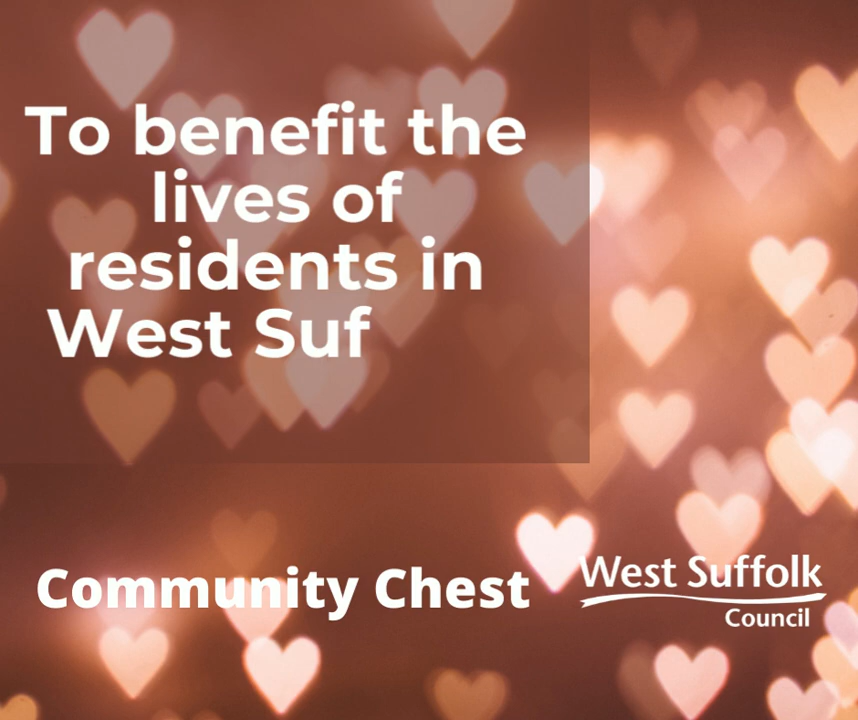 To benefit the
lives of
residents in
West Suf
Community Chest
West Suffolk
Council